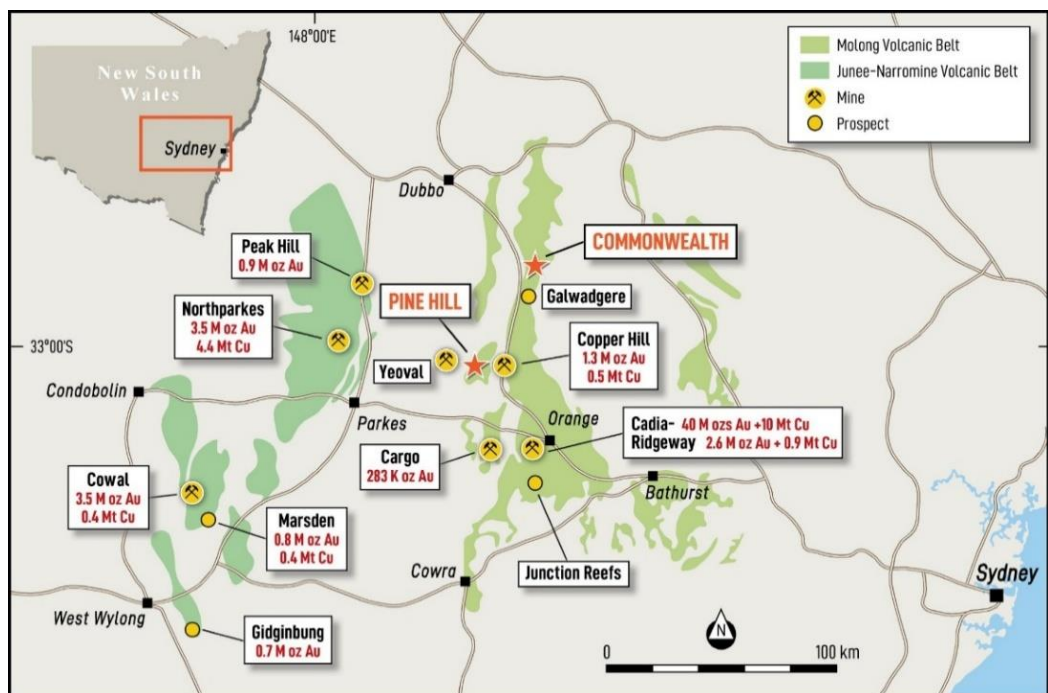 148°00'E
New South
Wales
Sydney
Molong Volcanic Belt
Junee-Narromine Volcanic Belt
Mine
Prospect
Dubbo
COMMONWEALTH
Peak Hill
0.9 M oz Au
PINE HILL
Galwadgere
Northparkes
3.5 M oz Au
4.4 Mt Cu
33°00'S
Copper Hill
1.3 M oz Au
0.5 Mt Cu
Yeoval
Condobolin
Parkes
Orange
Cadia- 40 M ozs Au +10 Mt Cu
Ridgeway 2.6 m oz Au + 0.9 Mt Cu
Cargo
283 K oz Au
Cowal
3.5 M oz Au
0.4 Mt Cu
Bathurst
Marsden
0.8 M oz Au
0.4 Mt Cu
Cowra
Junction Reefs
Sydney
West Wylong
Gidginbung
0.7 M oz Au
N
0
100 km